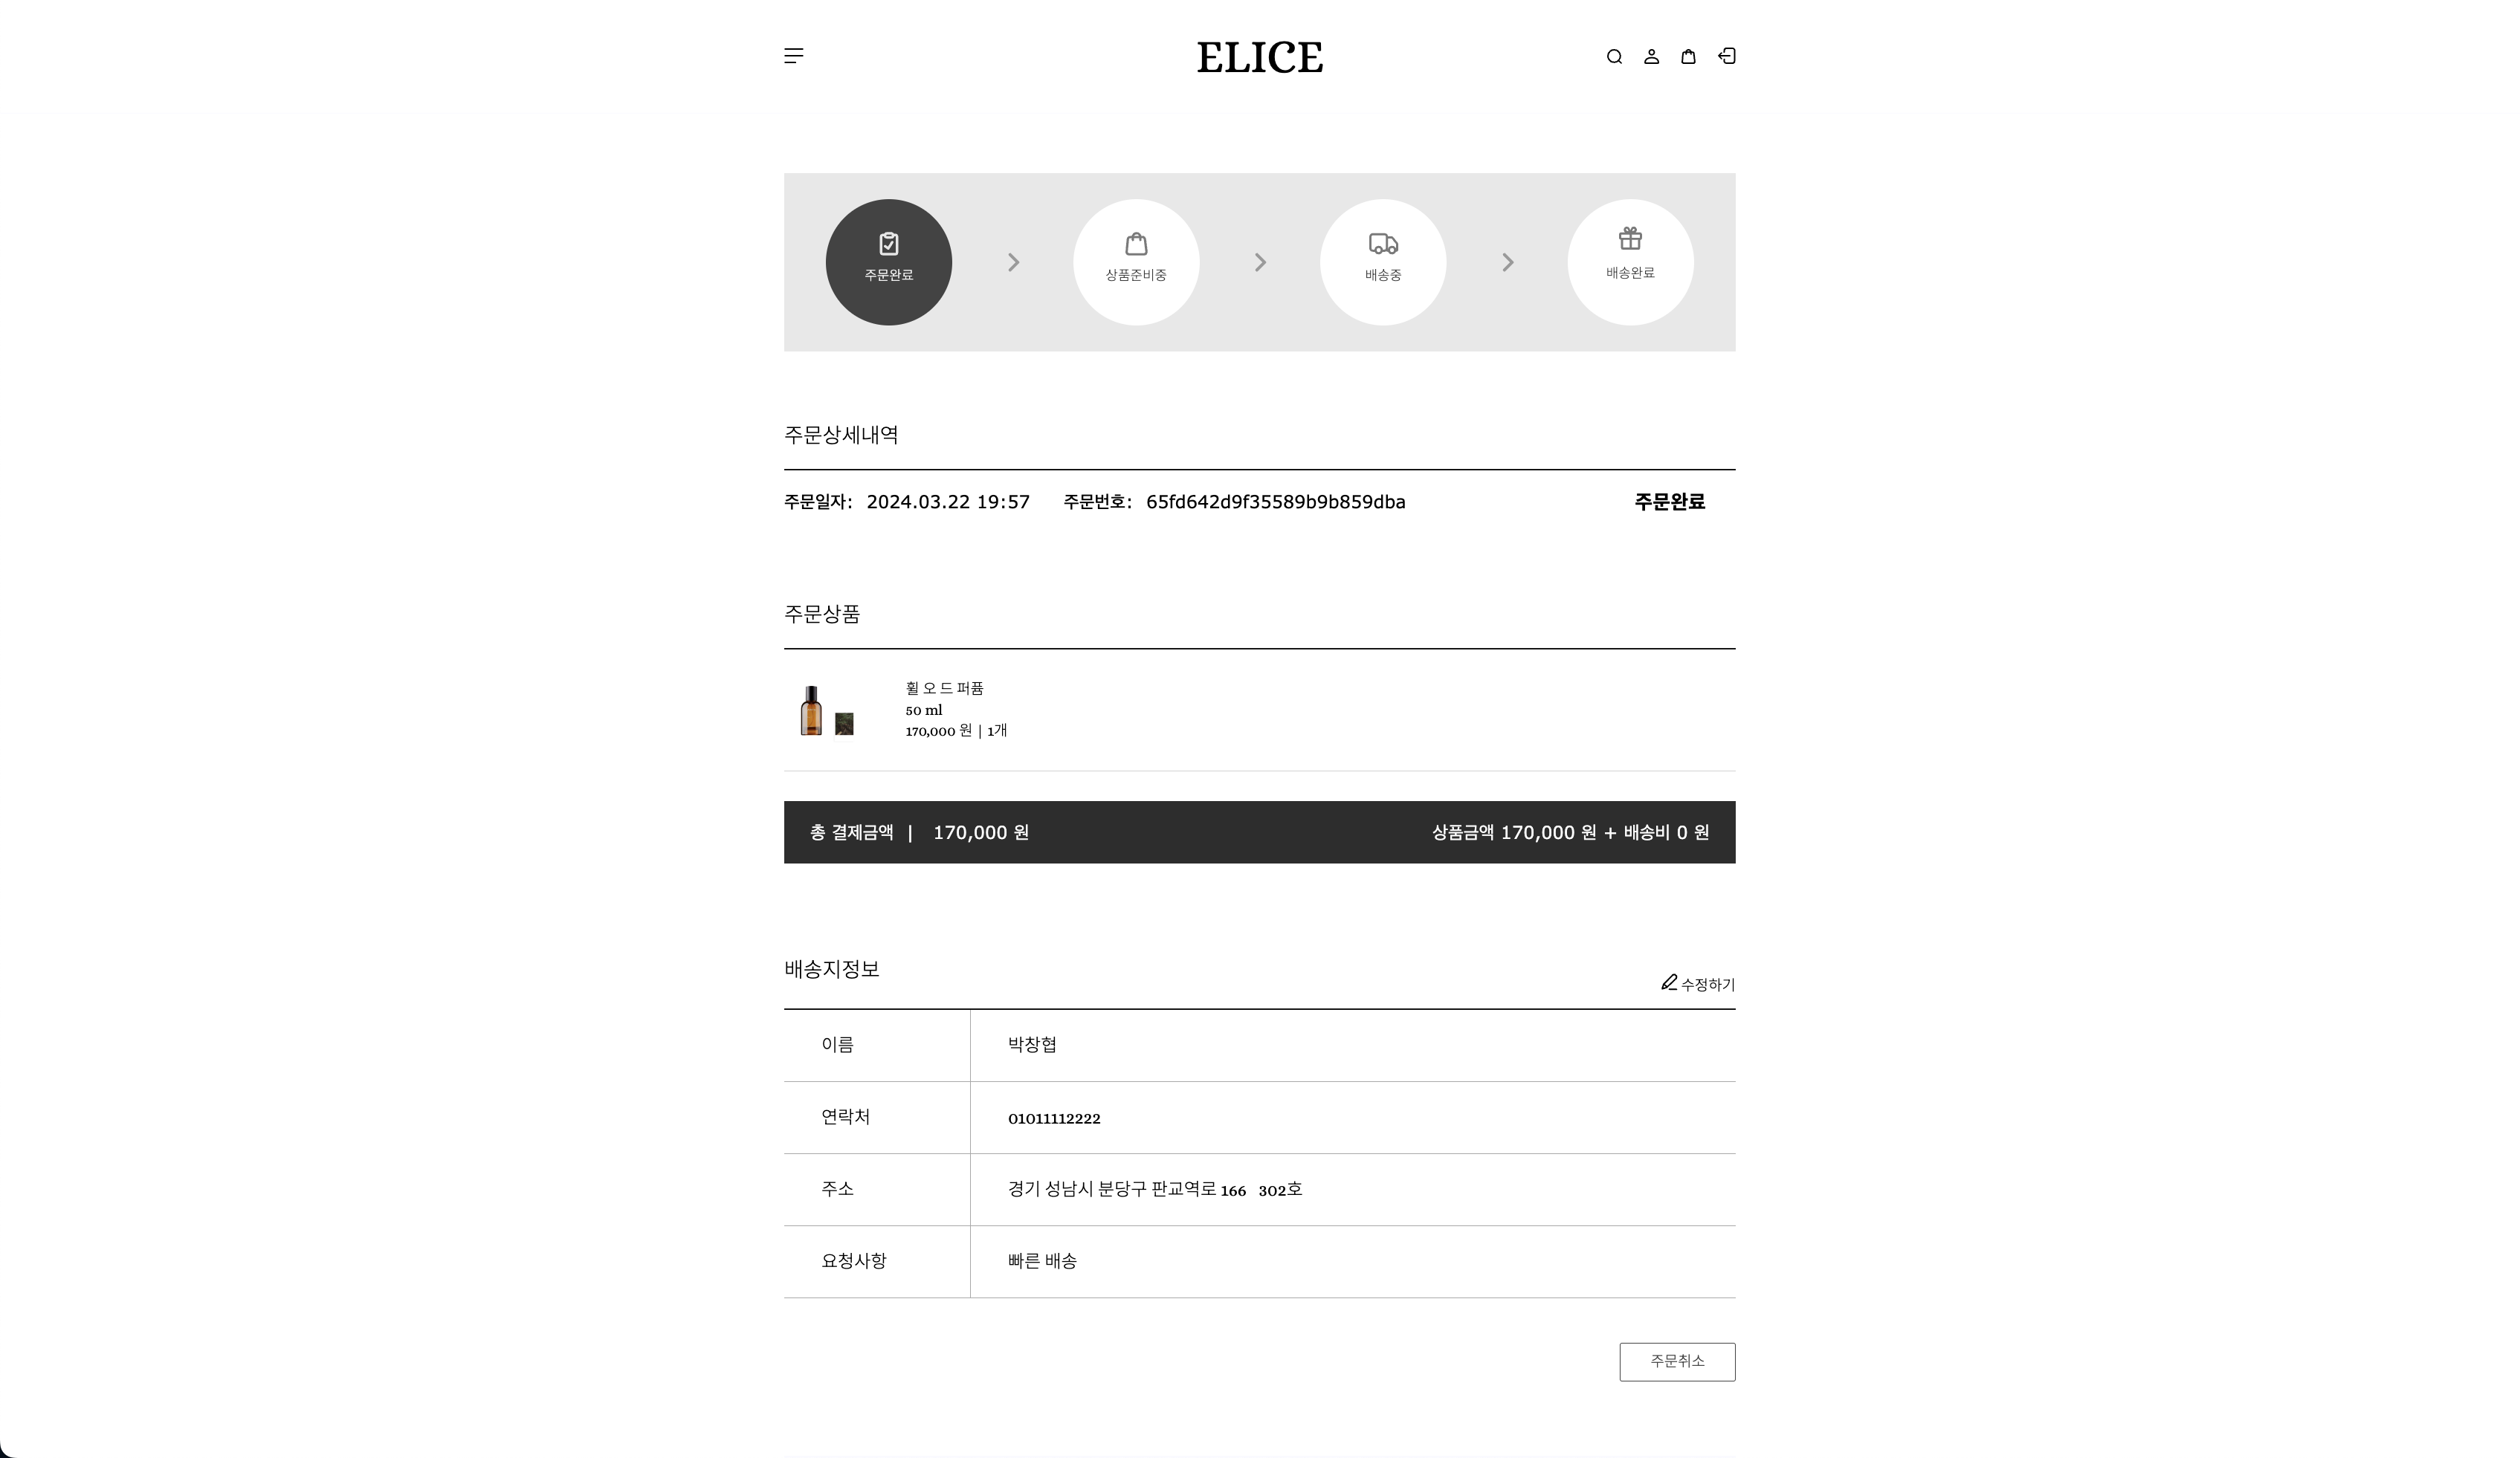 ELICE
주문완료
상품준비중
배송중
배송완료
주문상세내역
주문일자: 2024.03.22 19:57 주문번호: 65fd642d9f35589b9b859dba 주문완료
주문상품
휠 오 드 퍼퓸
50 ml
170,000 원 | 1개
총 결제금액 | 170,000 원 상품금액 170,000 원 + 배송비 0 원
배송지정보
수정하기
이름 박창협
연락처 01011112222
주소 경기 성남시 분당구 판교역로 166 302호
요청사항 빠른 배송
주문취소